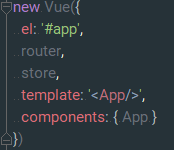 new Vue({
  el: '#app',
  router,
  store,
  template: '<App/>',
  components: { App }
})